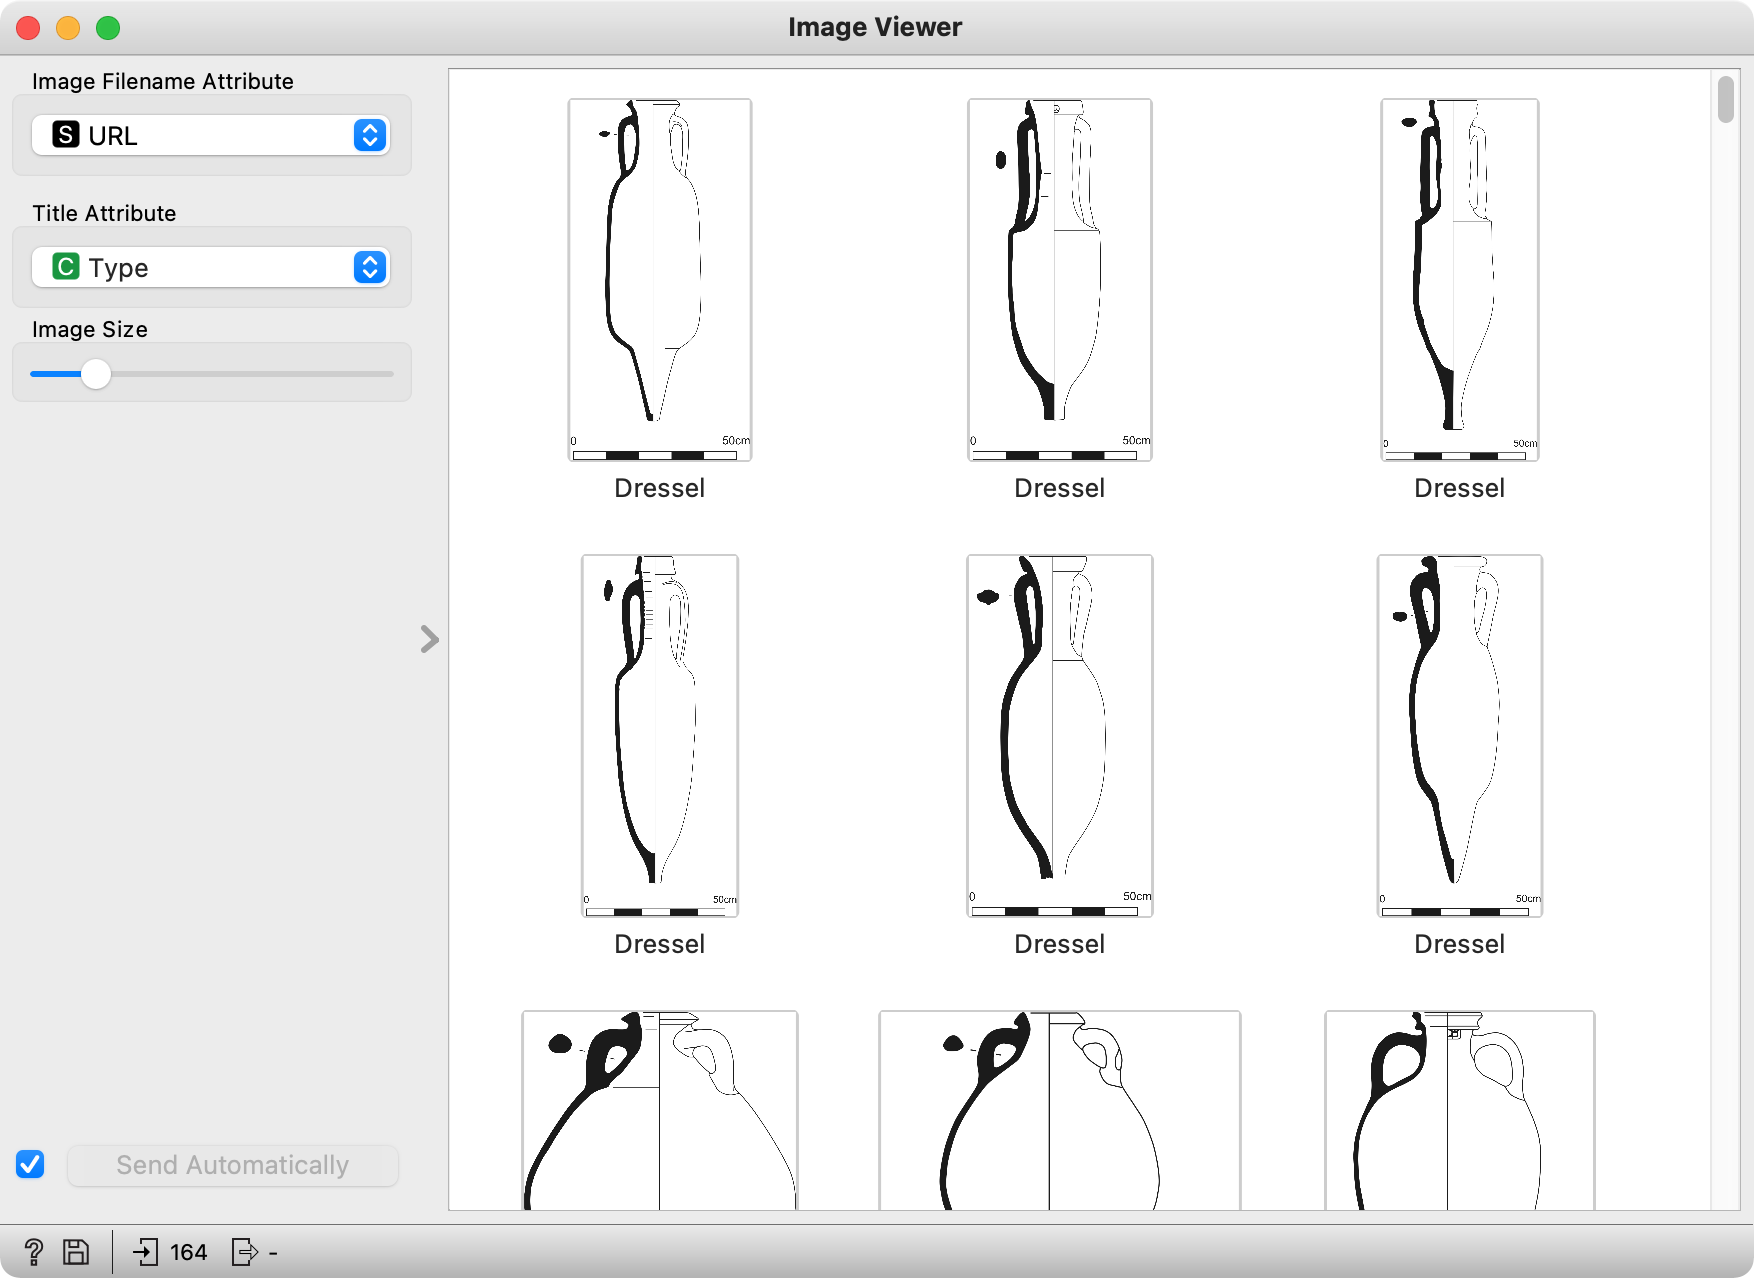 Image Viewer
Image Filename Attribute
S URL
Title Attribute
C Type
Image Size
0 50cm
0 50cm
0 50cm
Dressel
Dressel
Dressel
0 50cm
0 50cm
0 50cm
Dressel
Dressel
Dressel
Send Automatically
? 164 -